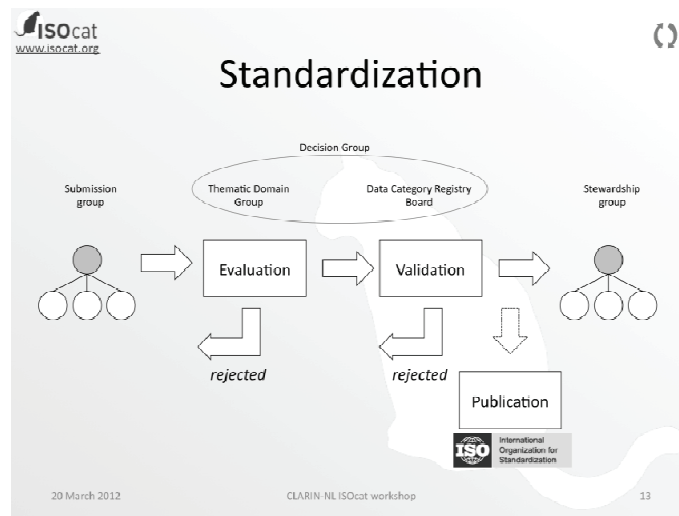 ISOcat
www.isocat.org
Standardization
Decision Group
Submission
group
Thematic Domain
Group
Data Category Registry
Board
Stewardship
group
Evaluation
Validation
rejected
rejected
Publication
ISO
International
Organization for
Standardization
20 March 2012
CLARIN-NL ISOcat workshop
13